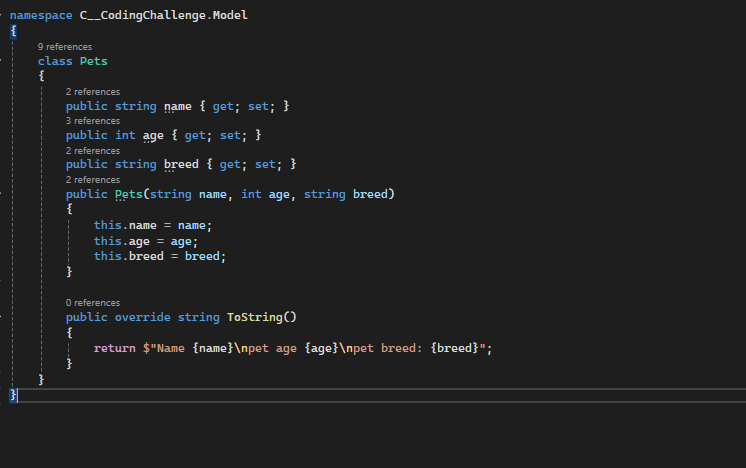 namespace C__CodingChallenge.Model
{
9 references
class Pets
{
2 references
public string name { get; set; }
3 references
public int age { get; set; }
2 references
public string breed { get; set; }
2 references
public Pets(string name, int age, string breed)
{
this.name = name;
this.age = age;
this.breed = breed;
}
0 references
public override string ToString()
{
return $"Name {name}\npet age {age}\npet breed: {breed}";
}
}
}